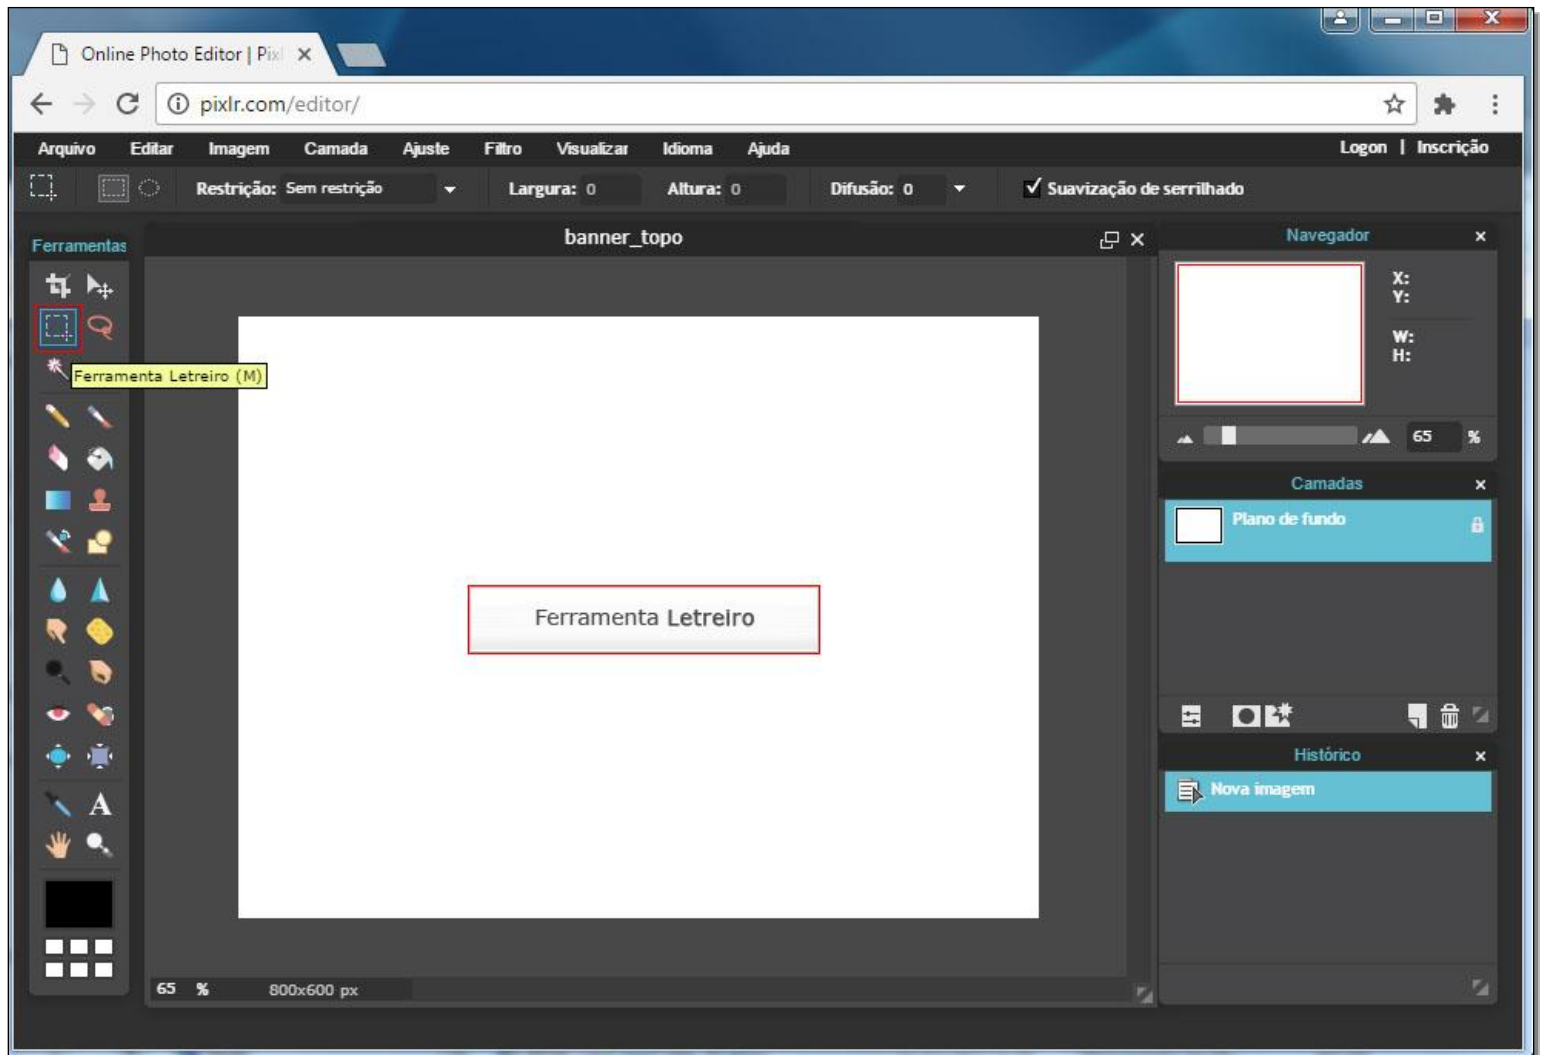 Online Photo Editor | Pixl
pixlr.com/editor/
Arquivo Editar Imagem Camada Ajuste Filtro Visualizar Idioma Ajuda Logon | Inscrição
Restrição: Sem restrição Largura: 0 Altura: 0 Difusão: 0 Suavização de serrilhado
Ferramentas
banner_topo
Navegador
X:
Y:
W:
H:
Ferramenta Letreiro (M)
65 %
Camadas
Plano de fundo
Ferramenta Letreiro
Histórico
Nova imagem
A
65 % 800x600 px